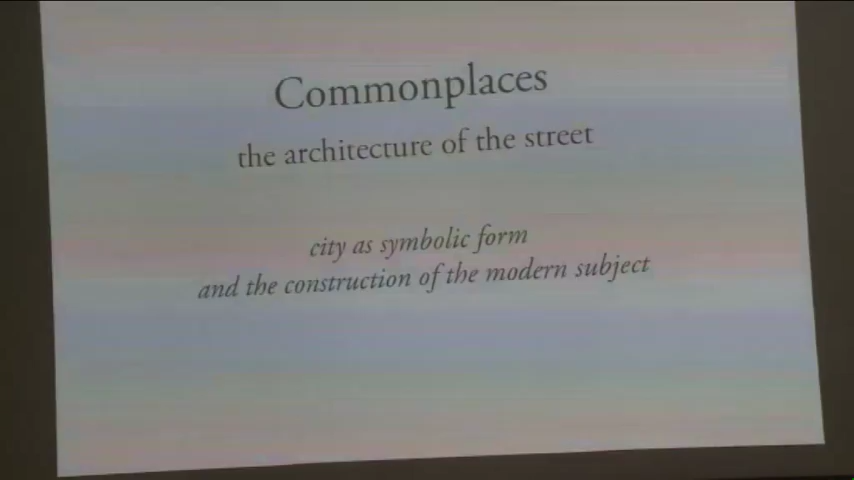 Commonplaces
the architecture of the street
city as symbolic form
and the construction of the modern subject